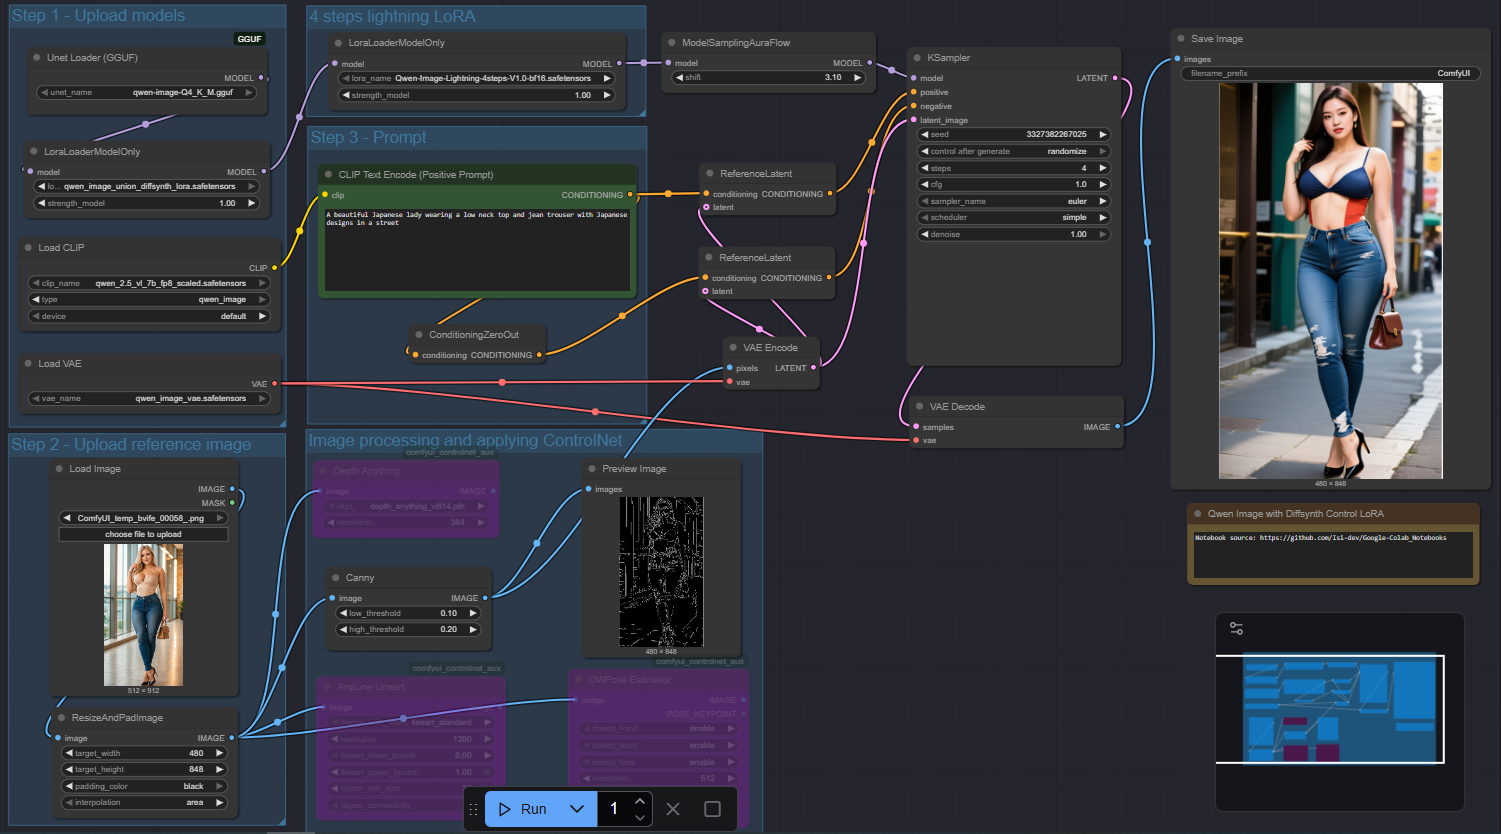 Step 1 - Upload models
GGUF
Unet Loader (GGUF)
MODEL
unet_name qwen-image-Q4_K_M.gguf
LoraLoaderModelOnly
model MODEL
lo... qwen_image_union_diffsynth_lora.safetensors
strength_model 1.00
Load CLIP
CLIP
clip_name qwen_2.5_vl_7b_fp8_scaled.safetensors
type qwen_image
device default
Load VAE
VAE
vae_name qwen_image_vae.safetensors
4 steps lightning LoRA
LoraLoaderModelOnly
model MODEL
lora_name Qwen-Image-Lightning-4steps-V1.0-bf16.safetensors
strength_model 1.00
Step 3 - Prompt
CLIP Text Encode (Positive Prompt)
clip CONDITIONING
A beautiful Japanese lady wearing a low neck top and jean trouser with Japanese
designs in a street
ConditioningZeroOut
conditioning CONDITIONING
ModelSamplingAuraFlow
model MODEL
shift 3.10
ReferenceLatent
conditioning CONDITIONING
latent
ReferenceLatent
conditioning CONDITIONING
latent
VAE Encode
pixels LATENT
vae
KSampler
model LATENT
positive
negative
latent_image
seed 3327382267025
control after generate randomize
steps 4
cfg 1.0
sampler_name euler
scheduler simple
denoise 1.00
VAE Decode
samples IMAGE
vae
Save Image
images
filename_prefix ComfyUI
480 × 848
Qwen Image with Diffsynth Control LoRA
Notebook source: https://github.com/Isi-dev/Google-Colab_Notebooks
Step 2 - Upload reference image
Load Image
IMAGE
MASK
ComfyUI_temp_bvife_00058_.png
choose file to upload
512 × 912
ResizeAndPadImage
image IMAGE
target_width 480
target_height 848
padding_color black
interpolation area
Image processing and applying ControlNet
comfyui_controlnet_aux
Depth Anything
image IMAGE
depth_anything_vitl14.pth
resolution 384
Canny
image IMAGE
low_threshold 0.10
high_threshold 0.20
Preview Image
images
480 × 848
comfyui_controlnet_aux
AnyLine Lineart
image
lineart_standard
resolution 1280
lineart_lower_bound 0.00
lineart_upper_bound 1.00
object_min_size
object_connectivity
comfyui_controlnet_aux
DWPose Estimator
image IMAGE
POSE_KEYPOINT
detect_hand enable
detect_body enable
detect_face enable
resolution 512
Run 1